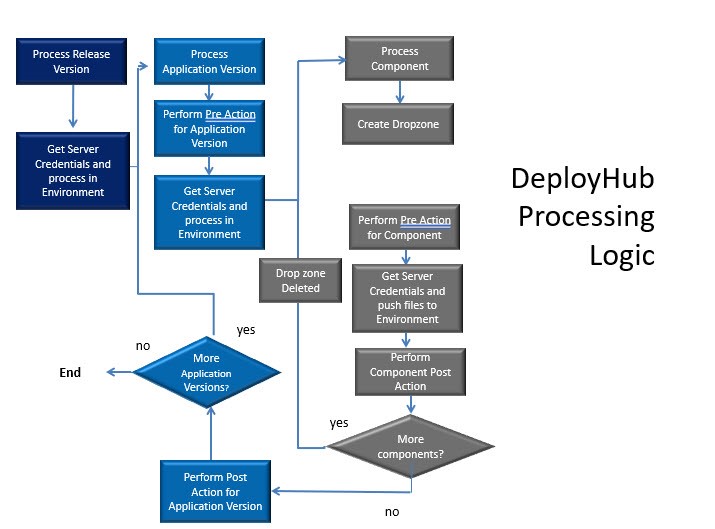 Process Release
Version
Get Server
Credentials and
process in
Environment
Process
Application Version
Perform Pre Action
for Application
Version
Get Server
Credentials and
process in
Environment
Process
Component
Create Dropzone
Perform Pre Action
for Component
Get Server
Credentials and
push files to
Environment
Perform
Component Post
Action
More
components?
yes
no
Drop zone
Deleted
Perform Post
Action for
Application Version
More
Application
Versions?
yes
no
End
DeployHub
Processing
Logic